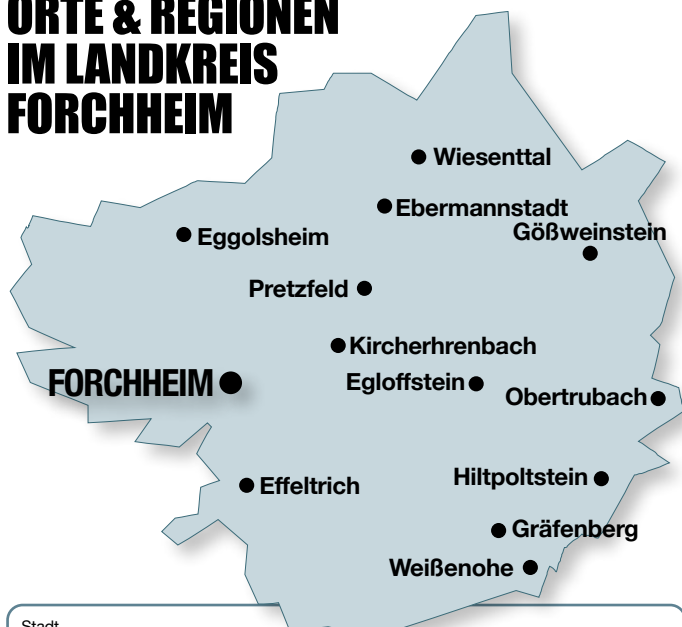 ORTE & REGIONEN
IM LANDKREIS
FORCHHEIM
Wiesenttal
Ebermannstadt
Gößweinstein
Eggolsheim
Pretzfeld
Kircherhrenbach
FORCHHEIM
Egloffstein
Obertrubach
Effeltrich
Hiltpoltstein
Gräfenberg
Weißenohe
Stadt